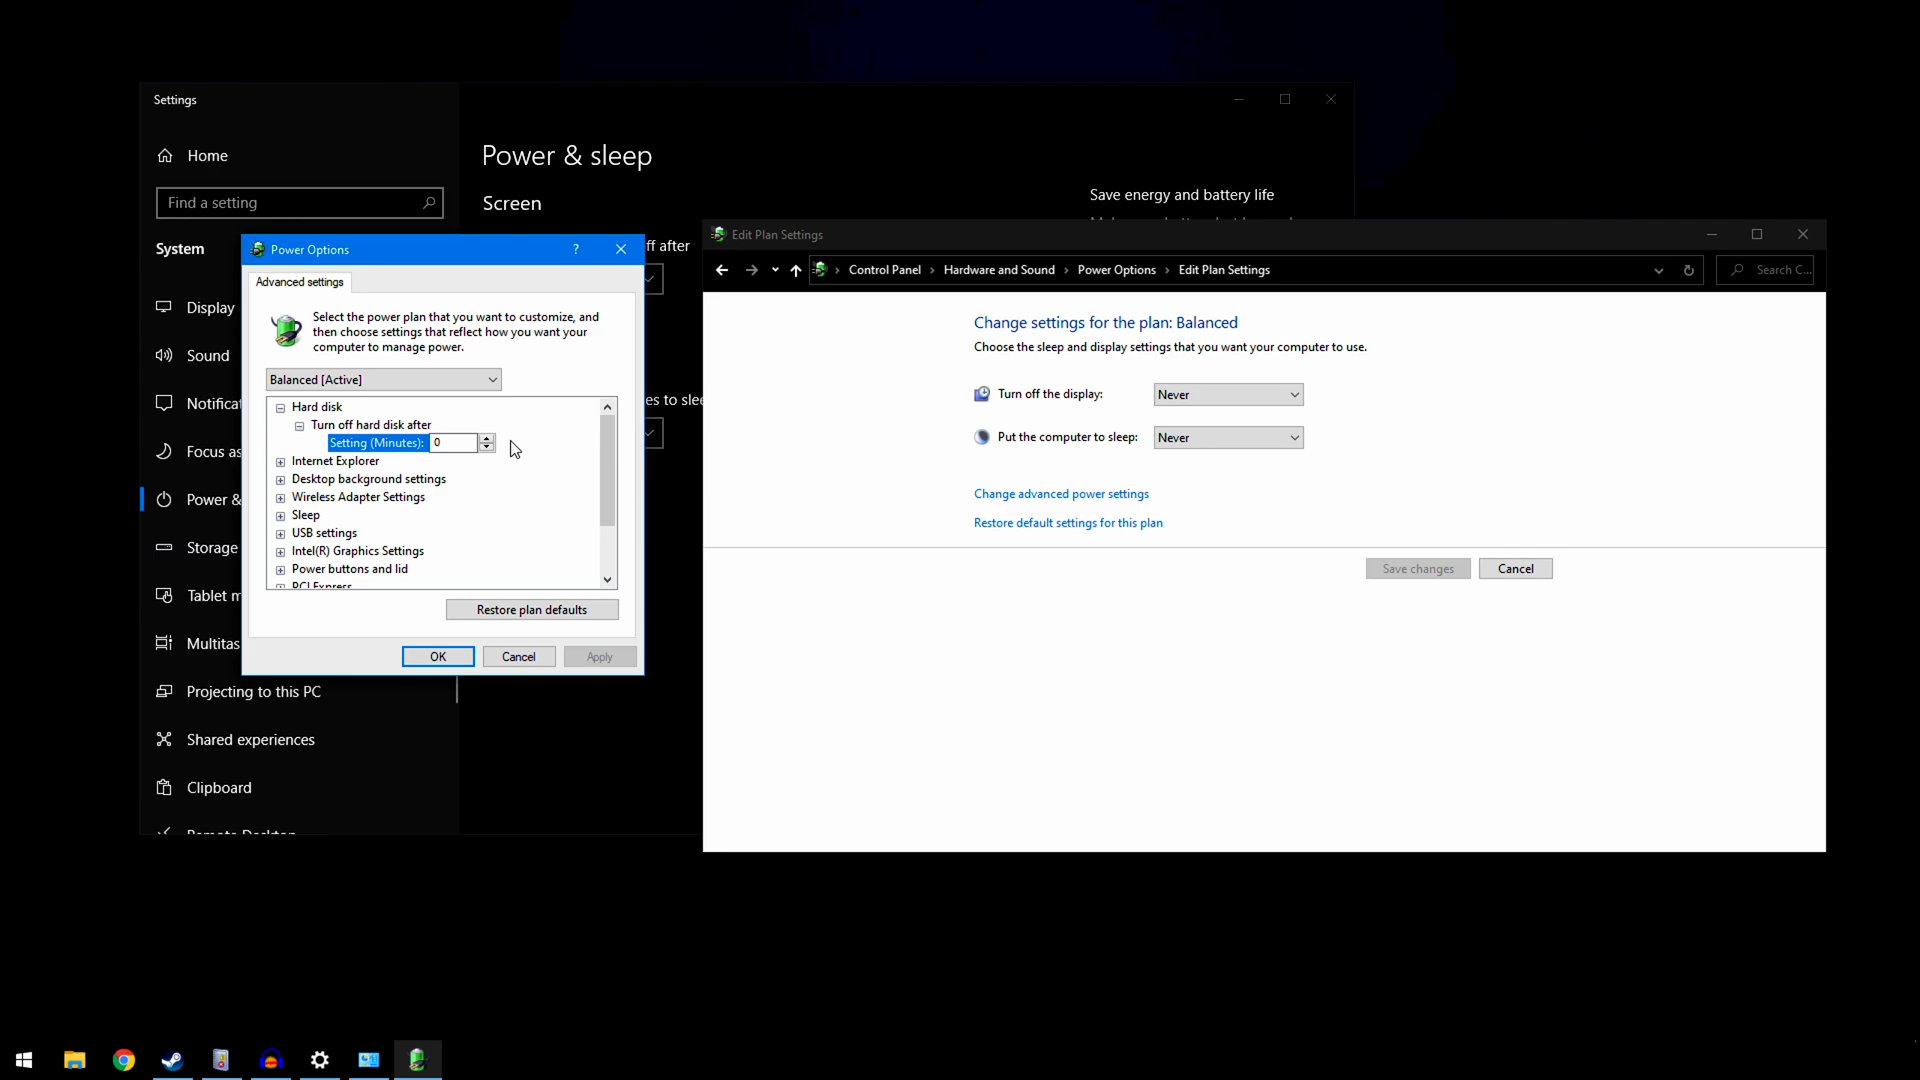 Settings
Home
Find a setting
System
Display
Sound
Notificat
Focus as
Power &
Storage
Tablet m
Multitas
Projecting to this PC
Shared experiences
Clipboard
Remote Desktop
Power & sleep
Screen
ff after
es to slee
Save energy and battery life
Power Options
?
Advanced settings
Select the power plan that you want to customize, and
then choose settings that reflect how you want your
computer to manage power.
Balanced [Active]
Hard disk
Turn off hard disk after
Setting (Minutes): 0
Internet Explorer
Desktop background settings
Wireless Adapter Settings
Sleep
USB settings
Intel(R) Graphics Settings
Power buttons and lid
PCI Express
Restore plan defaults
OK Cancel Apply
Edit Plan Settings
Control Panel Hardware and Sound Power Options Edit Plan Settings
Search C...
Change settings for the plan: Balanced
Choose the sleep and display settings that you want your computer to use.
Turn off the display: Never
Put the computer to sleep: Never
Change advanced power settings
Restore default settings for this plan
Save changes Cancel